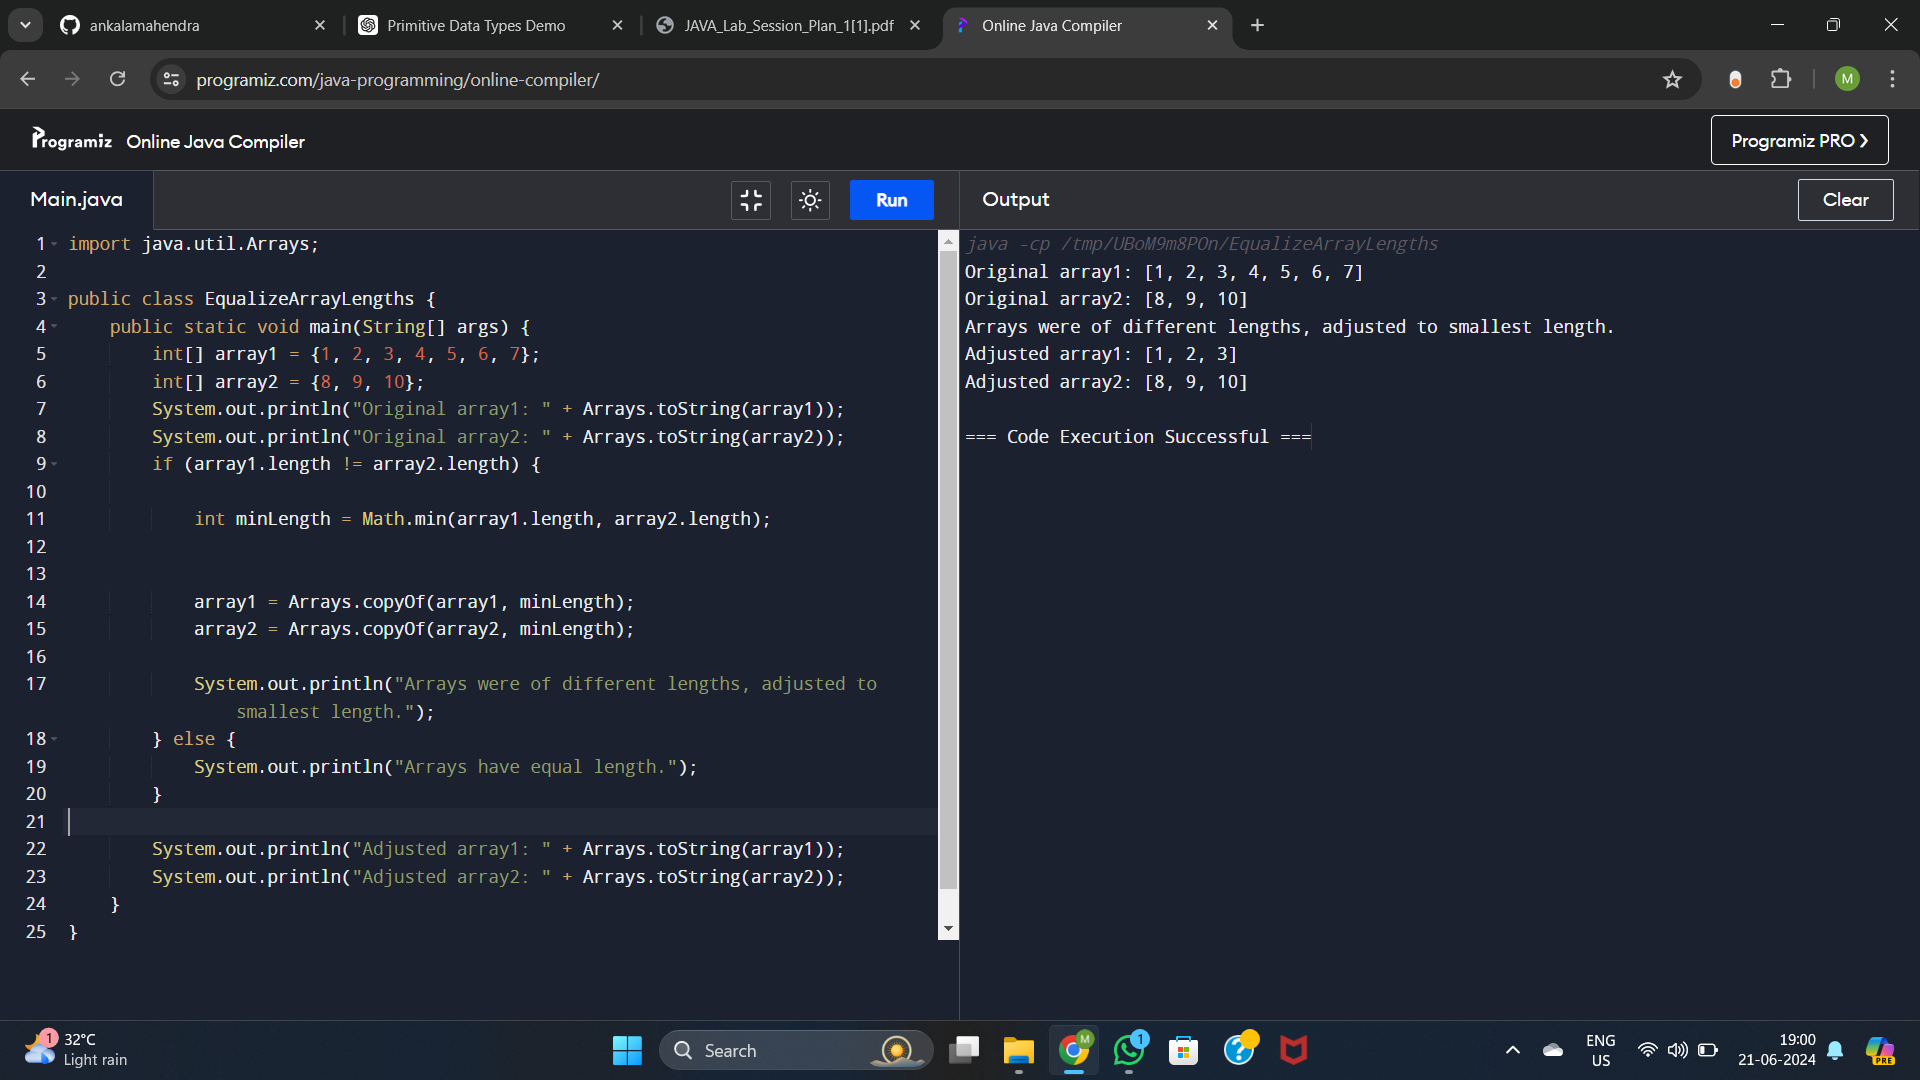 ankalamahendra
Primitive Data Types Demo
JAVA_Lab_Session_Plan_1[1].pdf
Online Java Compiler
programiz.com/java-programming/online-compiler/
M
Programiz Online Java Compiler
Programiz PRO
Main.java
Run
Output
Clear
1 import java.util.Arrays;
2
3 public class EqualizeArrayLengths {
4 public static void main(String[] args) {
5 int[] array1 = {1, 2, 3, 4, 5, 6, 7};
6 int[] array2 = {8, 9, 10};
7 System.out.println("Original array1: " + Arrays.toString(array1));
8 System.out.println("Original array2: " + Arrays.toString(array2));
9 if (array1.length != array2.length) {
10
11 int minLength = Math.min(array1.length, array2.length);
12
13
14 array1 = Arrays.copyOf(array1, minLength);
15 array2 = Arrays.copyOf(array2, minLength);
16
17 System.out.println("Arrays were of different lengths, adjusted to
smallest length.");
18 } else {
19 System.out.println("Arrays have equal length.");
20 }
21
22 System.out.println("Adjusted array1: " + Arrays.toString(array1));
23 System.out.println("Adjusted array2: " + Arrays.toString(array2));
24 }
25 }
java -cp /tmp/UBoM9m8POn/EqualizeArrayLengths
Original array1: [1, 2, 3, 4, 5, 6, 7]
Original array2: [8, 9, 10]
Arrays were of different lengths, adjusted to smallest length.
Adjusted array1: [1, 2, 3]
Adjusted array2: [8, 9, 10]
=== Code Execution Successful ===
1
32°C
Light rain
Search
M
1
ENG
US
19:00
21-06-2024
PRE